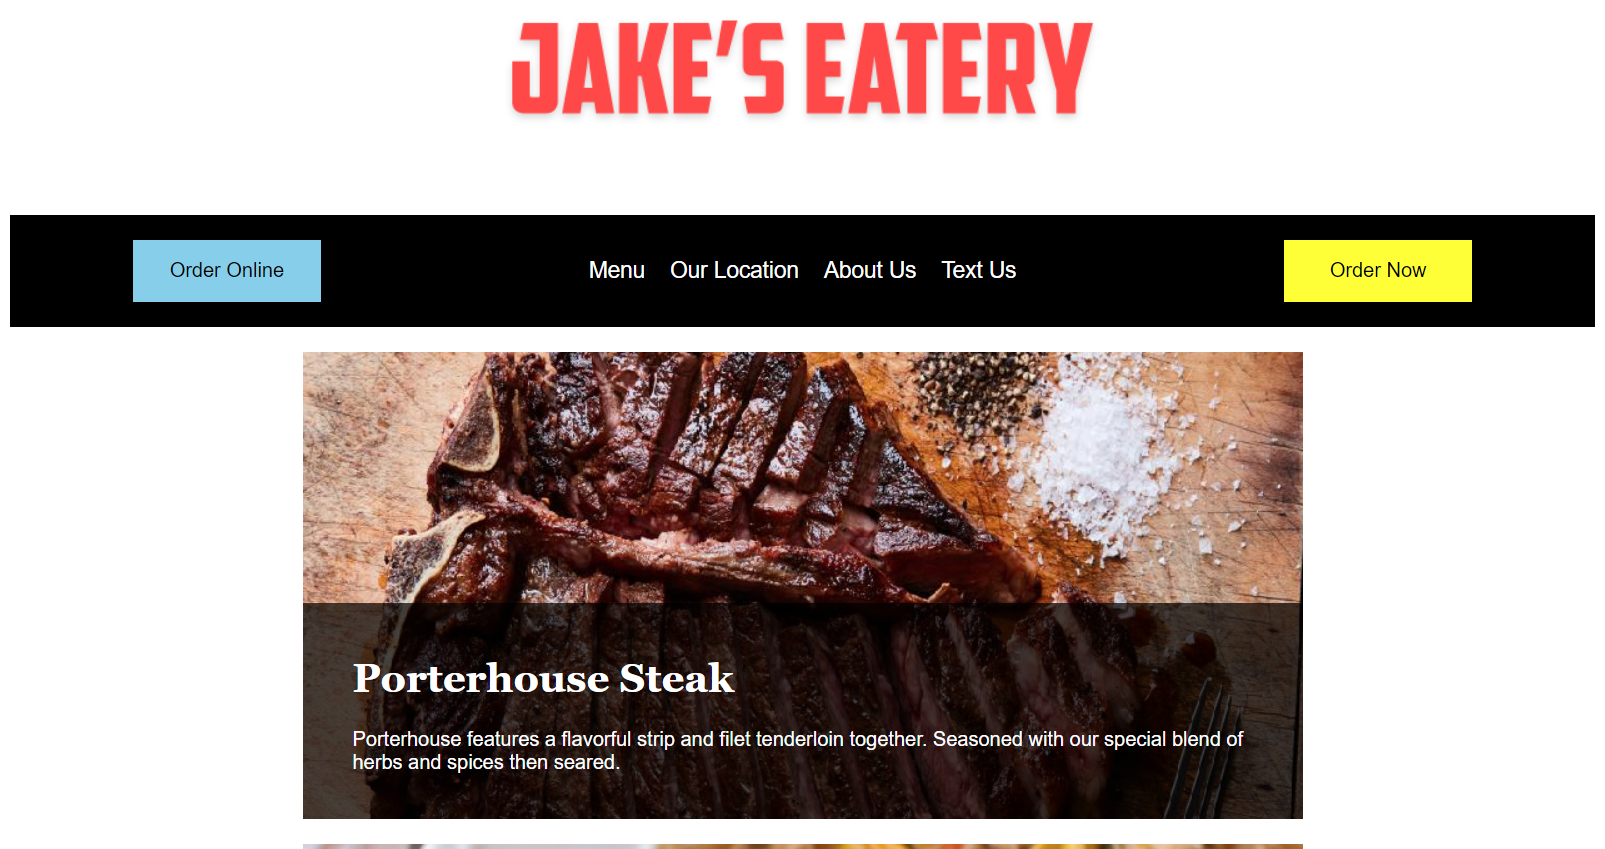 JAKE'S EATERY
Order Online
Menu Our Location About Us Text Us
Order Now
Porterhouse Steak
Porterhouse features a flavorful strip and filet tenderloin together. Seasoned with our special blend of
herbs and spices then seared.